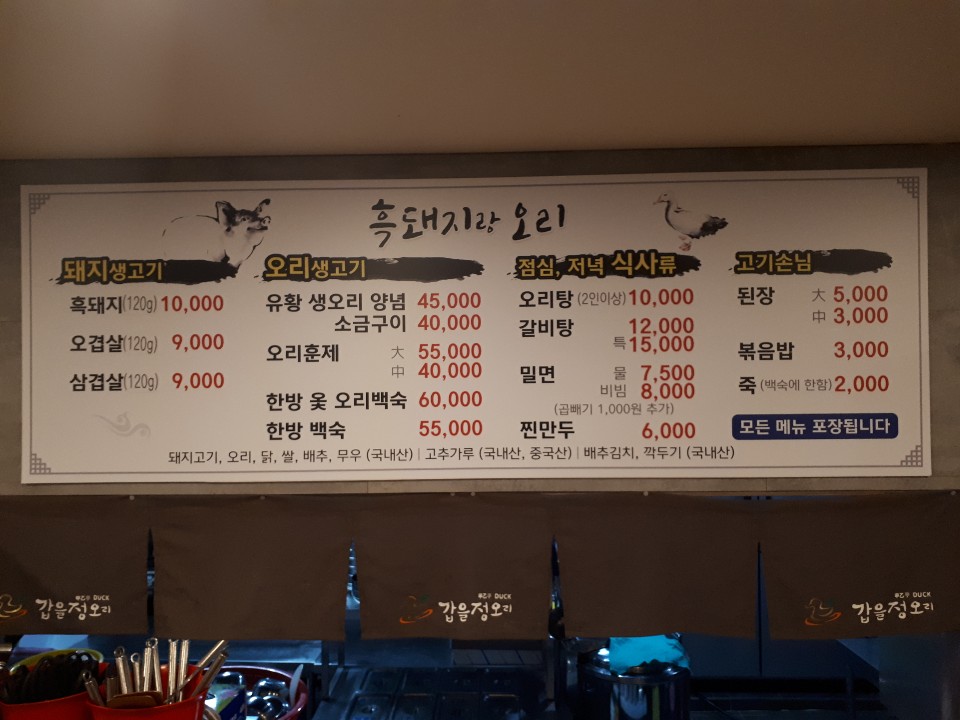 흑돼지랑 오리
돼지생고기
흑돼지(120g) 10,000
오겹살(120g) 9,000
삼겹살(120g) 9,000
오리생고기
유황 생오리 양념 45,000
소금구이 40,000
오리훈제 大 55,000
中 40,000
한방 옻 오리백숙 60,000
한방 백숙 55,000
점심, 저녁 식사류
오리탕 (2인이상) 10,000
갈비탕 12,000
특 15,000
밀면 물 7,500
비빔 8,000
(곱빼기 1,000원 추가)
찐만두 6,000
고기손님
된장 大 5,000
中 3,000
볶음밥 3,000
죽 (백숙에 한함) 2,000
모든 메뉴 포장됩니다
돼지고기, 오리, 닭, 쌀, 배추, 무우 (국내산) | 고추가루 (국내산, 중국산) | 배추김치, 깍두기 (국내산)
DUCK
갑을정오리
DUCK
갑을정오리
DUCK
갑을정오리